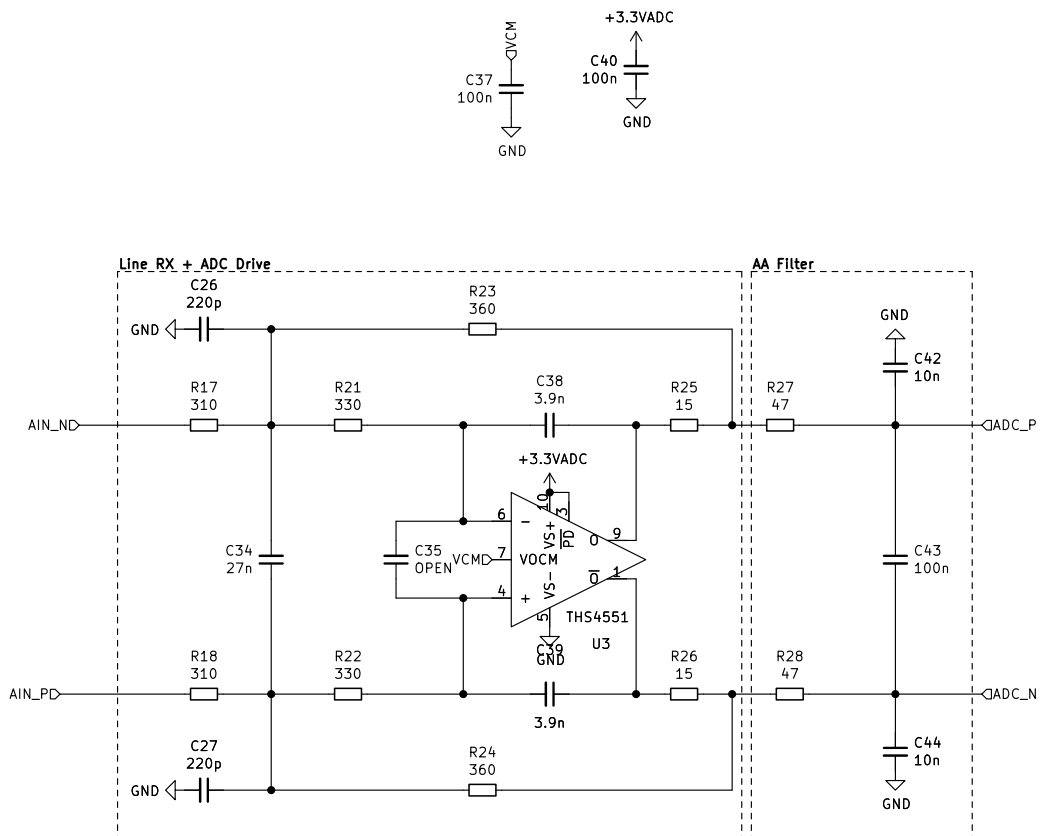 +3.3VADC
VCM
C40
100n
C37
100n
GND
GND
Line RX + ADC Drive
AA Filter
C26
220p
R23
360
GND
GND
C42
10n
R17
310
R21
330
C38
3.9n
R25
15
R27
47
AIN_N
ADC_P
+3.3VADC
10
3
6
-
VS+
PD
O
9
C34
27n
C35
OPEN
VCM
7
VOCM
C43
100n
4
+
VS-
O
1
5
THS4551
U3
C39
GND
R18
310
R22
330
R26
15
R28
47
AIN_P
ADC_N
3.9n
C27
220p
R24
360
C44
10n
GND
GND